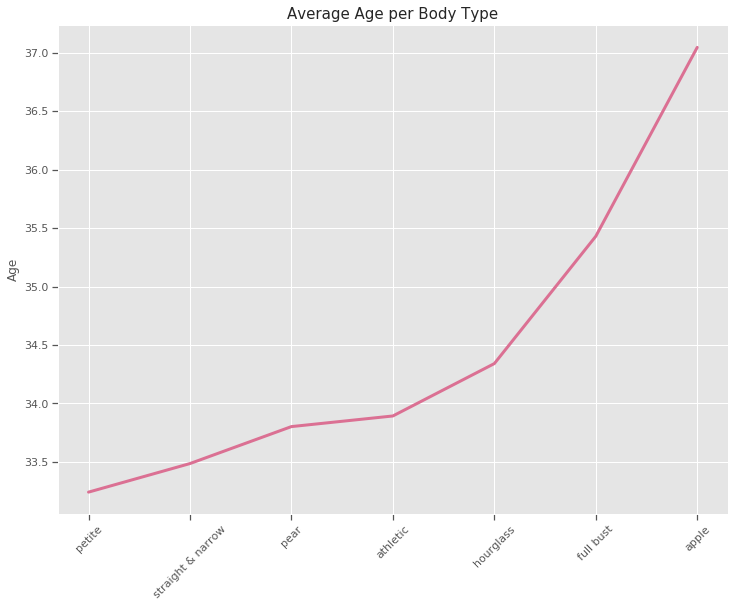 Average Age per Body Type
37.0
36.5
36.0
35.5
35.0
34.5
34.0
33.5
Age
petite
straight & narrow
pear
athletic
hourglass
full bust
apple